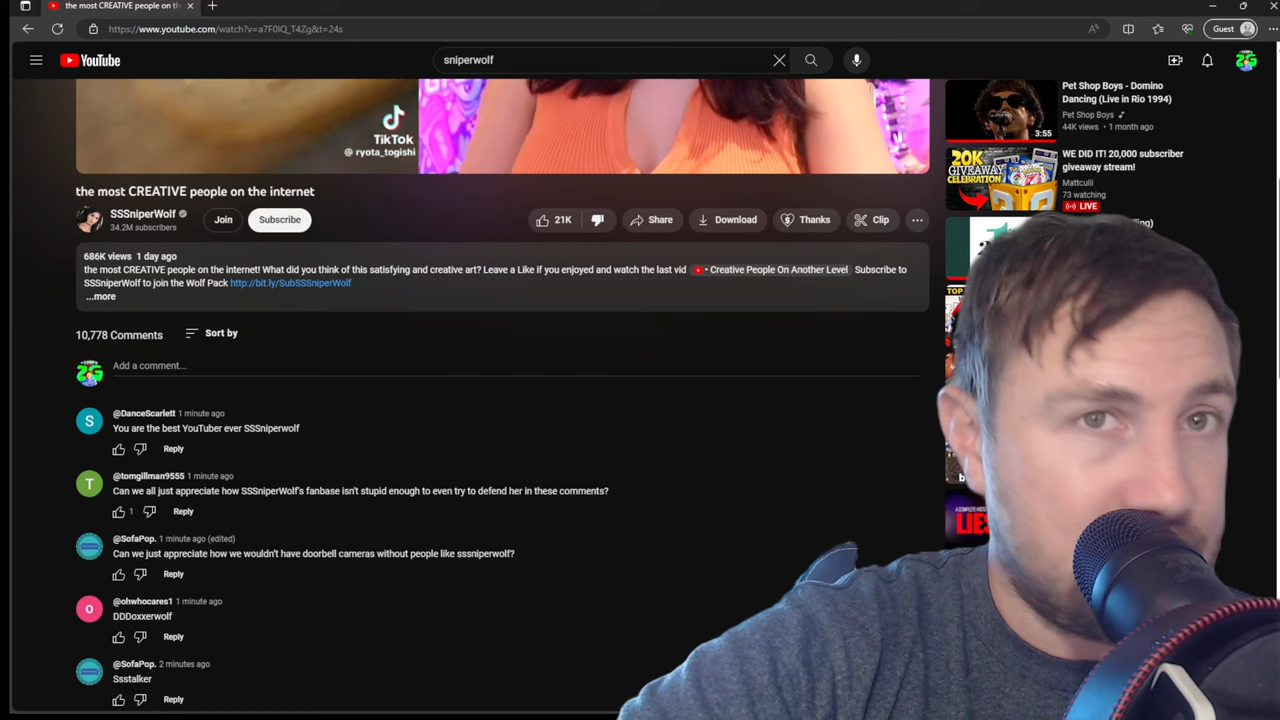 the most CREATIVE people on th
https://www.youtube.com/watch?v=a7F0IQ_T4Zg&t=24s
Guest
YouTube
sniperwolf
TikTok
@ ryota_togishi
the most CREATIVE people on the internet
SSSniperWolf
34.2M subscribers
Join
Subscribe
21K
Share
Download
Thanks
Clip
686K views 1 day ago
the most CREATIVE people on the internet! What did you think of this satisfying and creative art? Leave a Like if you enjoyed and watch the last vid • Creative People On Another Level Subscribe to
SSSniperWolf to join the Wolf Pack http://bit.ly/SubSSSniperWolf
...more
10,778 Comments
Sort by
Add a comment...
S
@DanceScarlett 1 minute ago
You are the best YouTuber ever SSSniperwolf
Reply
T
@tomgillman9555 1 minute ago
Can we all just appreciate how SSSniperWolf's fanbase isn't stupid enough to even try to defend her in these comments?
1
Reply
@SofaPop. 1 minute ago (edited)
Can we just appreciate how we wouldn't have doorbell cameras without people like sssniperwolf?
Reply
o
@ohwhocares1 1 minute ago
DDDoxxerwolf
Reply
@SofaPop. 2 minutes ago
Ssstalker
Reply
3:55
Pet Shop Boys - Domino
Dancing (Live in Rio 1994)
Pet Shop Boys
44K views • 1 month ago
20K
GIVEAWAY
CELEBRATION
WE DID IT! 20,000 subscriber
giveaway stream!
Mattculli
73 watching
LIVE
TOP
A COMPLETE HISTO
LIES